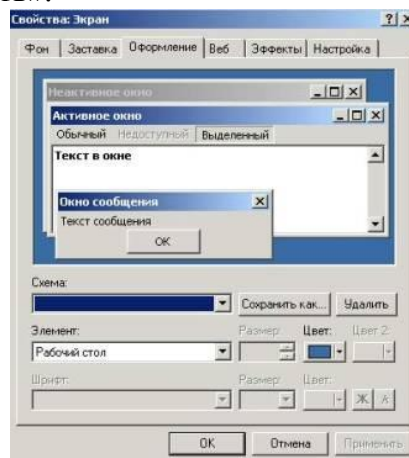 Свойства: Экран
Фон Заставка Оформление Веб Эффекты Настройка
Неактивное окно
Активное окно
Обычный Недоступный Выделенный
Текст в окне
Окно сообщения
Текст сообщения
OK
Схема:
Сохранить как... Удалить
Элемент: Размер: Цвет: Цвет 2:
Рабочий стол
Шрифт: Размер: Цвет:
Ж К
OK Отмена Применить